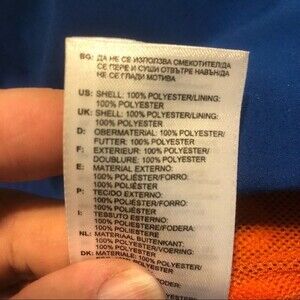 BG: ДА НЕ СЕ ИЗПОЛЗВА ОМЕКОТИТЕЛ/ДА
СЕ ПЕРЕ И СУШИ ОТВЪТРЕ НАВЪН/ДА
НЕ СЕ ГЛАДИ МОТИВА
US: SHELL: 100% POLYESTER/LINING:
100% POLYESTER
UK: SHELL: 100% POLYESTER/LINING:
100% POLYESTER
D: OBERMATERIAL: 100% POLYESTER/
FUTTER: 100% POLYESTER
F: EXTERIEUR: 100% POLYESTER/
DOUBLURE: 100% POLYESTER
E: MATERIAL EXTERNO:
100% POLIÉSTER/FORRO:
100% POLIÉSTER
P: TECIDO EXTERNO:
100% POLIÉSTER/FORRO:
100% POLIÉSTER
I: TESSUTO ESTERNO:
100% POLIESTERE/FODERA:
100% POLIESTERE
NL: MATERIAAL BUITENKANT:
100% POLYESTER/VOERING:
100% POLYESTER
DK: MATERIALE: 100% POLYESTER/
100% POLYESTER